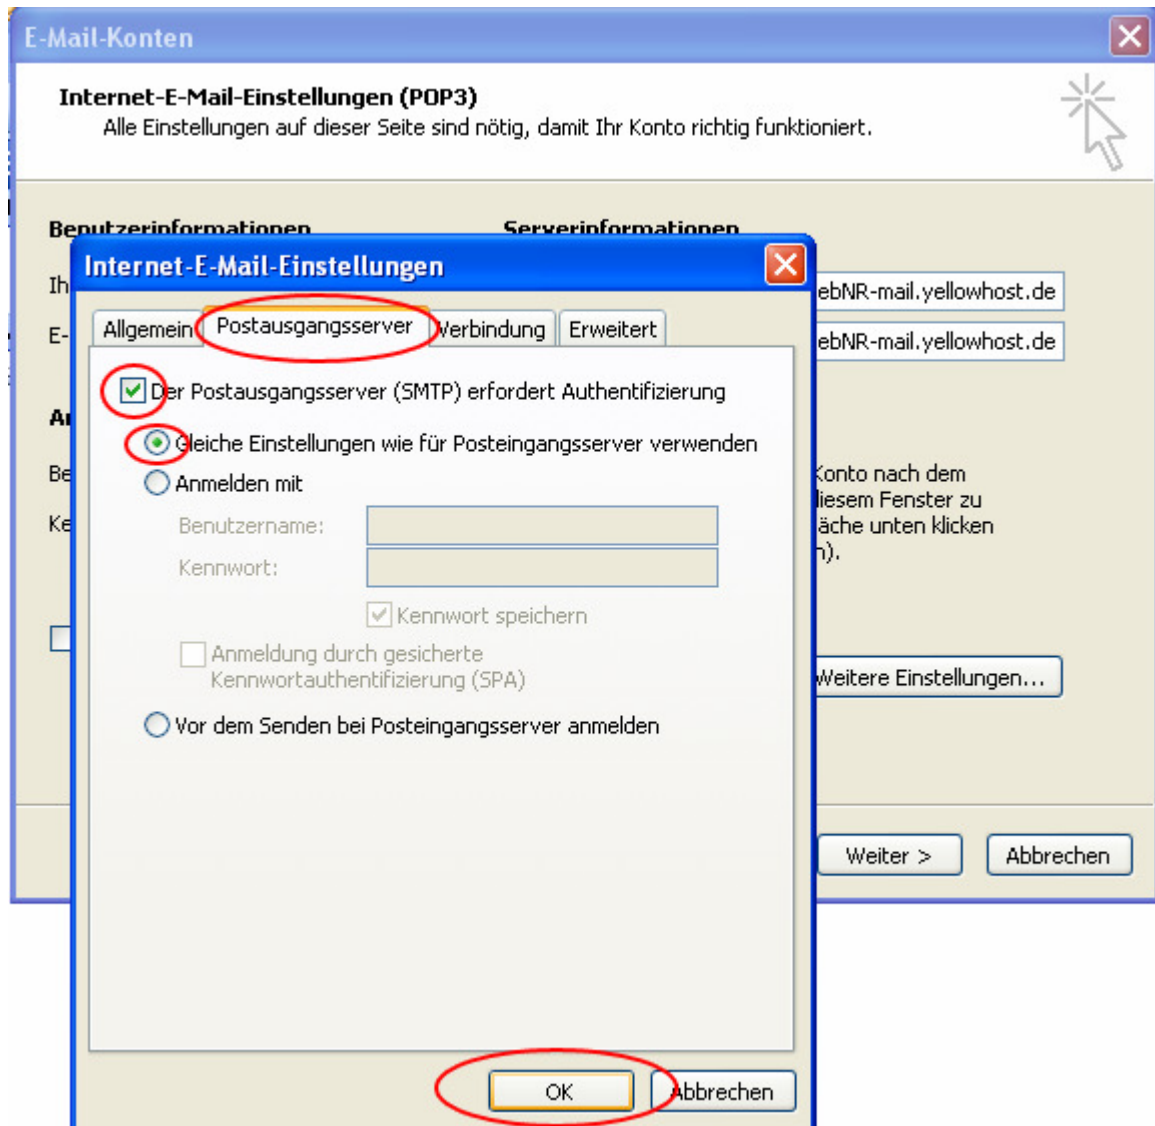 E-Mail-Konten
Internet-E-Mail-Einstellungen (POP3)
Alle Einstellungen auf dieser Seite sind nötig, damit Ihr Konto richtig funktioniert.
Benutzerinformationen
Serverinformationen
Internet-E-Mail-Einstellungen
Ih
ebNR-mail.yellowhost.de
E-
ebNR-mail.yellowhost.de
Allgemein
Postausgangsserver
Verbindung
Erweitert
Der Postausgangsserver (SMTP) erfordert Authentifizierung
Gleiche Einstellungen wie für Posteingangsserver verwenden
Be
Anmelden mit
Konto nach dem
diesem Fenster zu
Ke
Benutzername:
äche unten klicken
n).
Kennwort:
Kennwort speichern
Anmeldung durch gesicherte
Kennwortauthentifizierung (SPA)
Weitere Einstellungen...
Vor dem Senden bei Posteingangsserver anmelden
Weiter >
Abbrechen
OK
Abbrechen